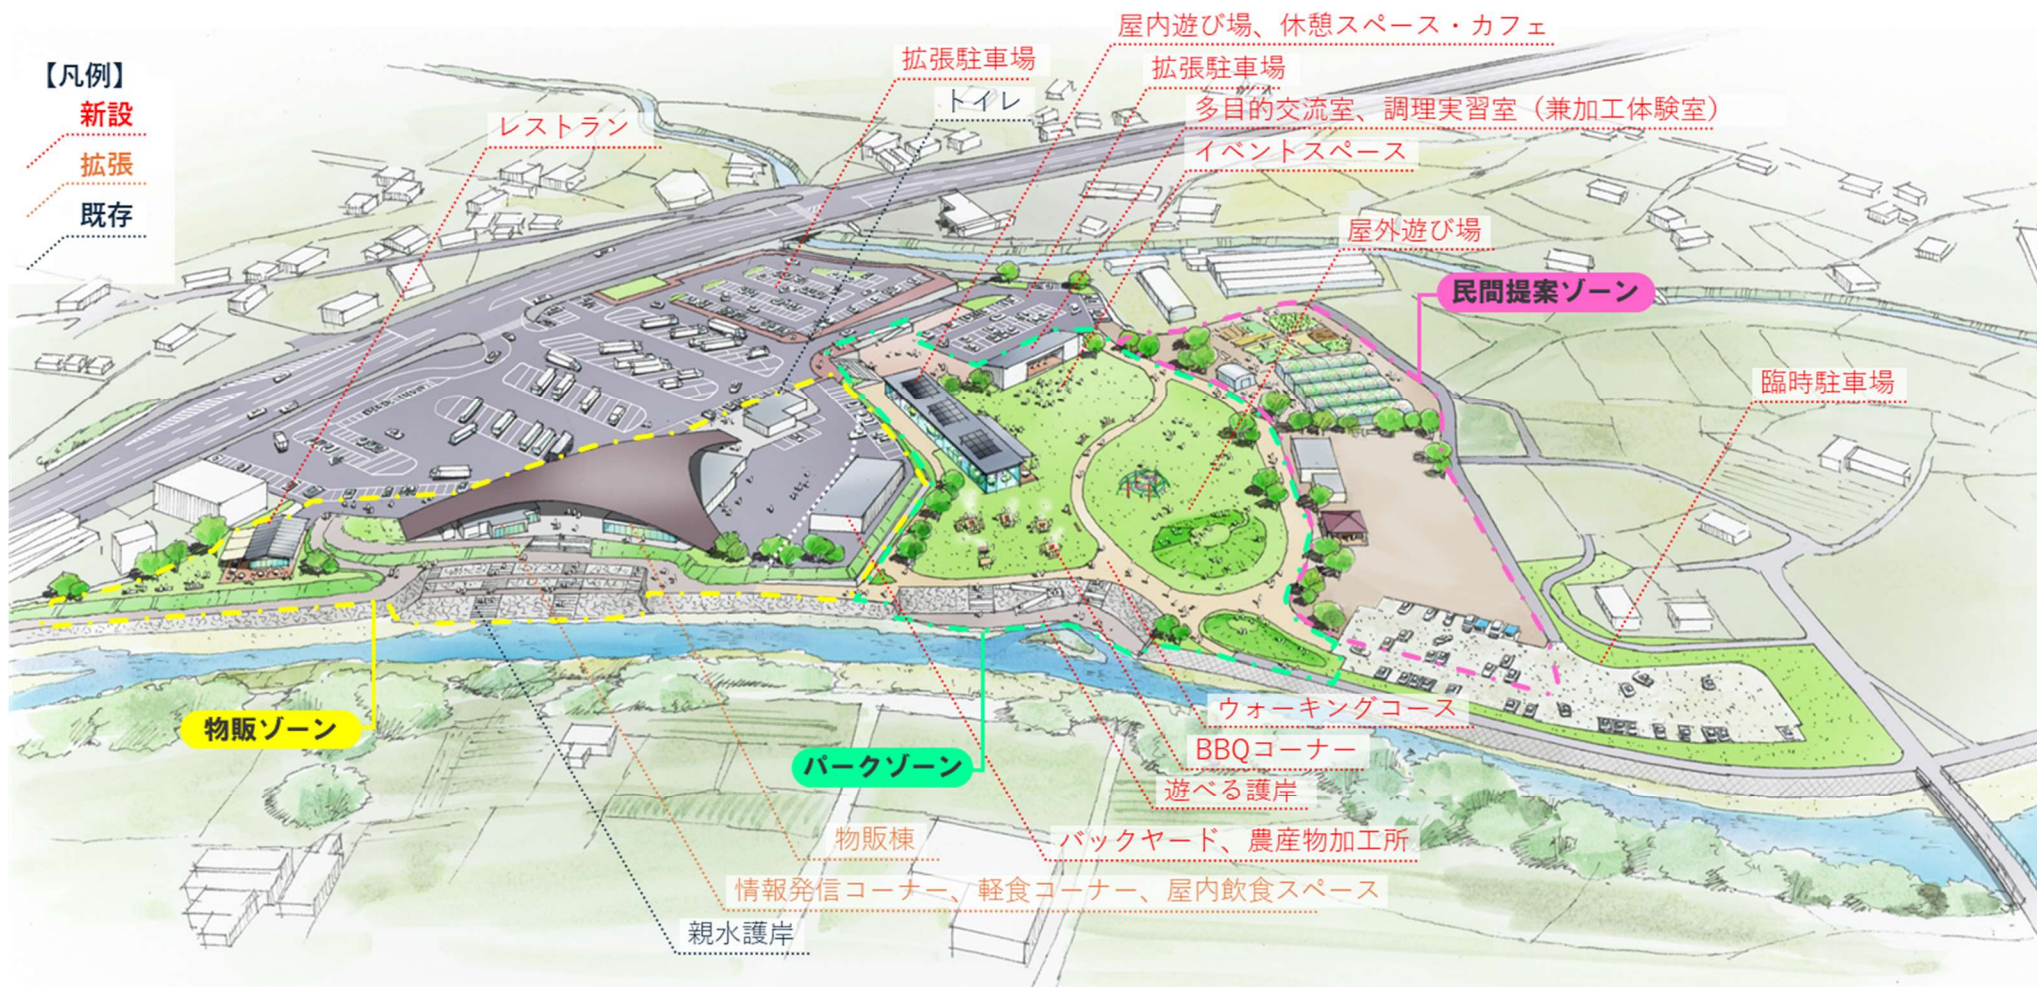 【凡例】
新設
拡張
既存
屋内遊び場、休憩スペース・カフェ
拡張駐車場
拡張駐車場
トイレ
多目的交流室、調理実習室（兼加工体験室）
レストラン
イベントスペース
屋外遊び場
民間提案ゾーン
臨時駐車場
物販ゾーン
パークゾーン
ウォーキングコース
BBQコーナー
遊べる護岸
物販棟
バックヤード、農産物加工所
情報発信コーナー、軽食コーナー、屋内飲食スペース
親水護岸